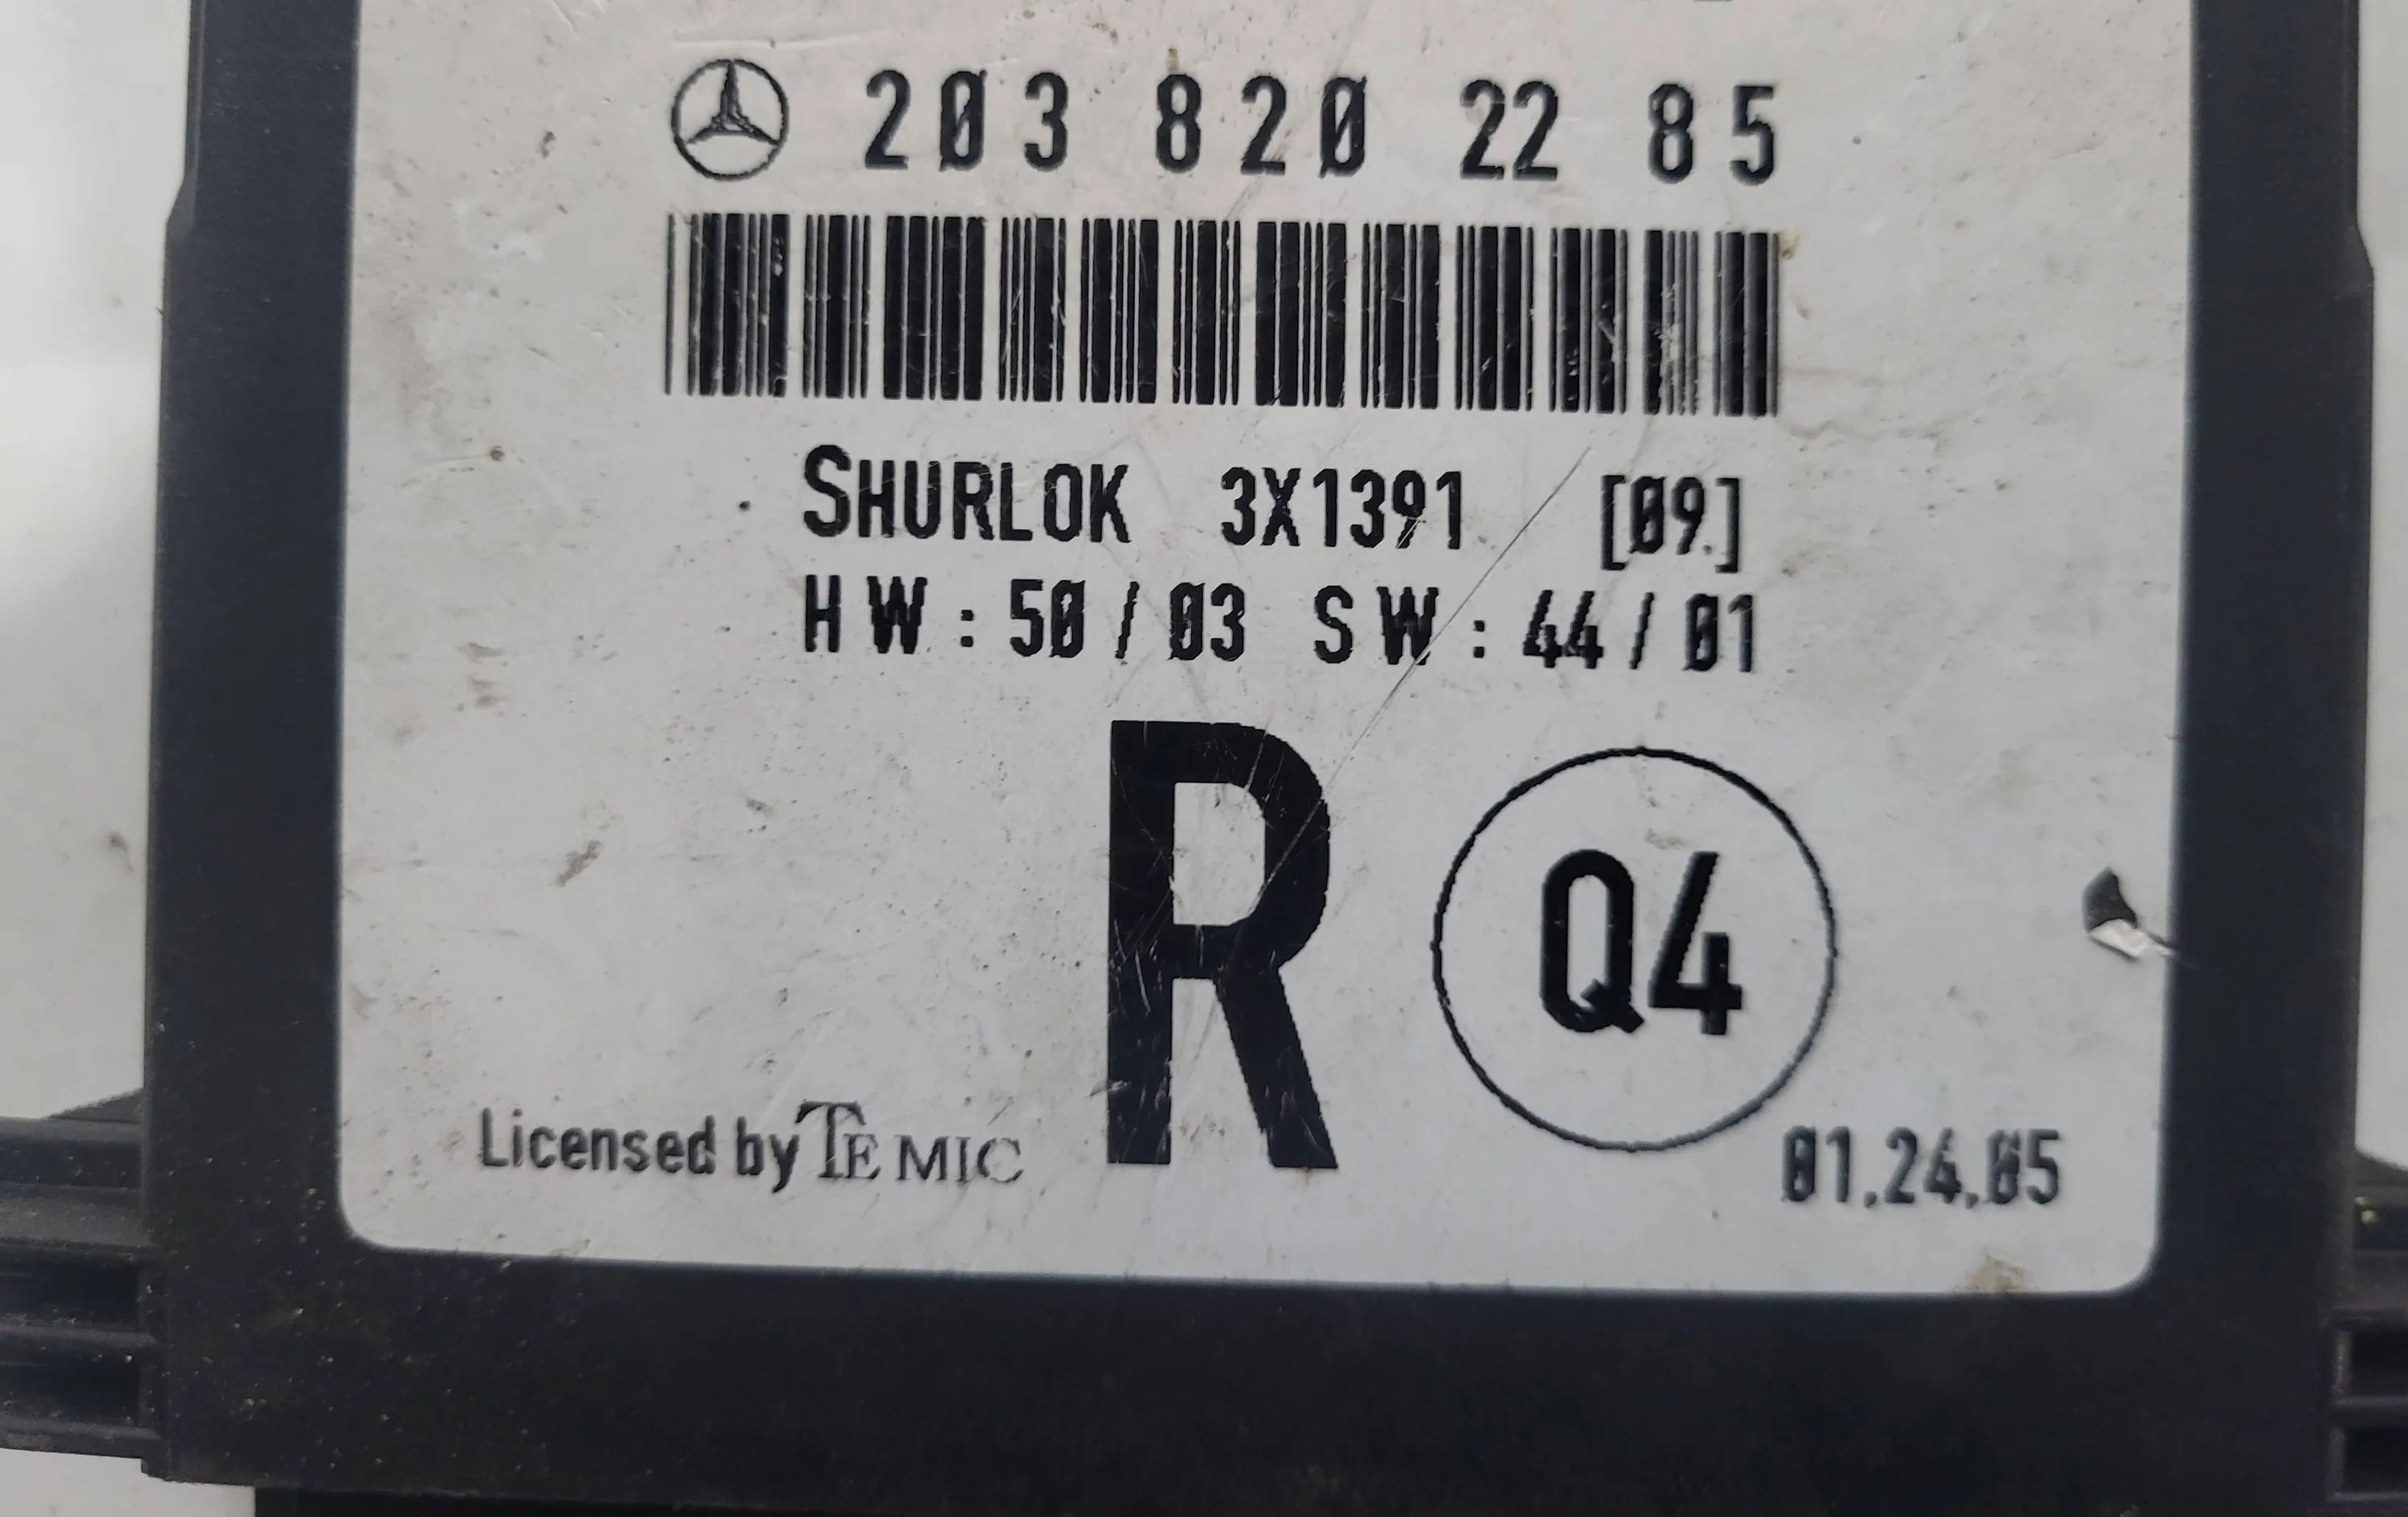 203 820 22 85
SHURLOK 3X1391 [09]
HW:50/03 SW:44/01
R
Q4
Licensed by TEMIC
01.24.05